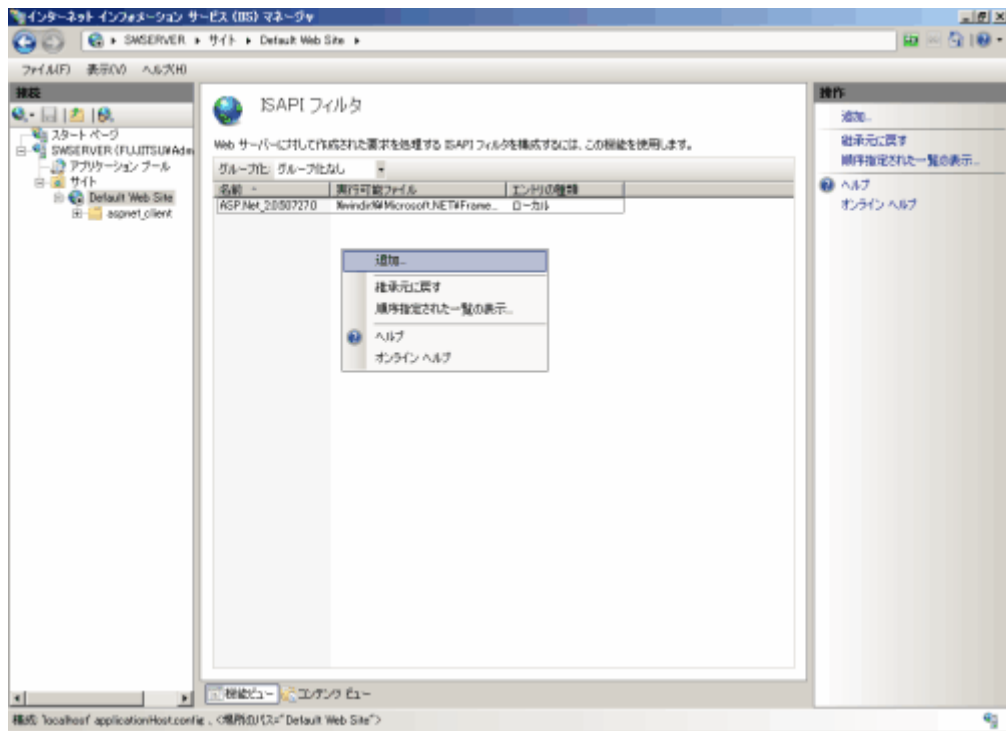 インターネット インフォメーション サービス (IIS) マネージャ
SWSERVER ▸ サイト ▸ Default Web Site ▸
ファイル(F) 表示(V) ヘルプ(H)
接続
スタート ページ
SWSERVER (FUJITSU¥Adm
アプリケーション プール
サイト
Default Web Site
aspnet_client
ISAPI フィルタ
Web サーバーに対して作成された要求を処理する ISAPI フィルタを構成するには、この機能を使用します。
グループ化: グループ化なし
名前 実行可能ファイル エントリの種類
ASP.Net_2.0.50727.0 %windir%¥Microsoft.NET¥Frame... ローカル
追加...
継承元に戻す
順序指定された一覧の表示...
ヘルプ
オンライン ヘルプ
機能ビュー コンテンツ ビュー
操作
追加...
継承元に戻す
順序指定された一覧の表示...
ヘルプ
オンライン ヘルプ
構成: 'localhost' applicationHost.config 、<場所のパス="Default Web Site">